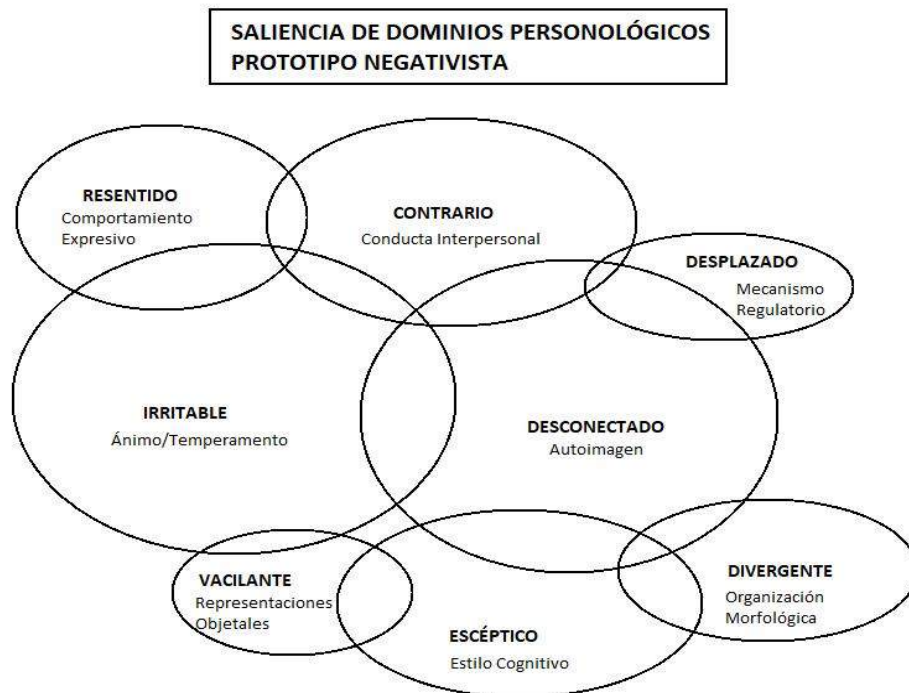 SALIENCIA DE DOMINIOS PERSONOLÓGICOS
PROTOTIPO NEGATIVISTA
RESENTIDO
Comportamiento
Expresivo
CONTRARIO
Conducta Interpersonal
DESPLAZADO
Mecanismo
Regulatorio
IRRITABLE
Ánimo/Temperamento
DESCONECTADO
Autoimagen
VACILANTE
Representaciones
Objetales
ESCÉPTICO
Estilo Cognitivo
DIVERGENTE
Organización
Morfológica